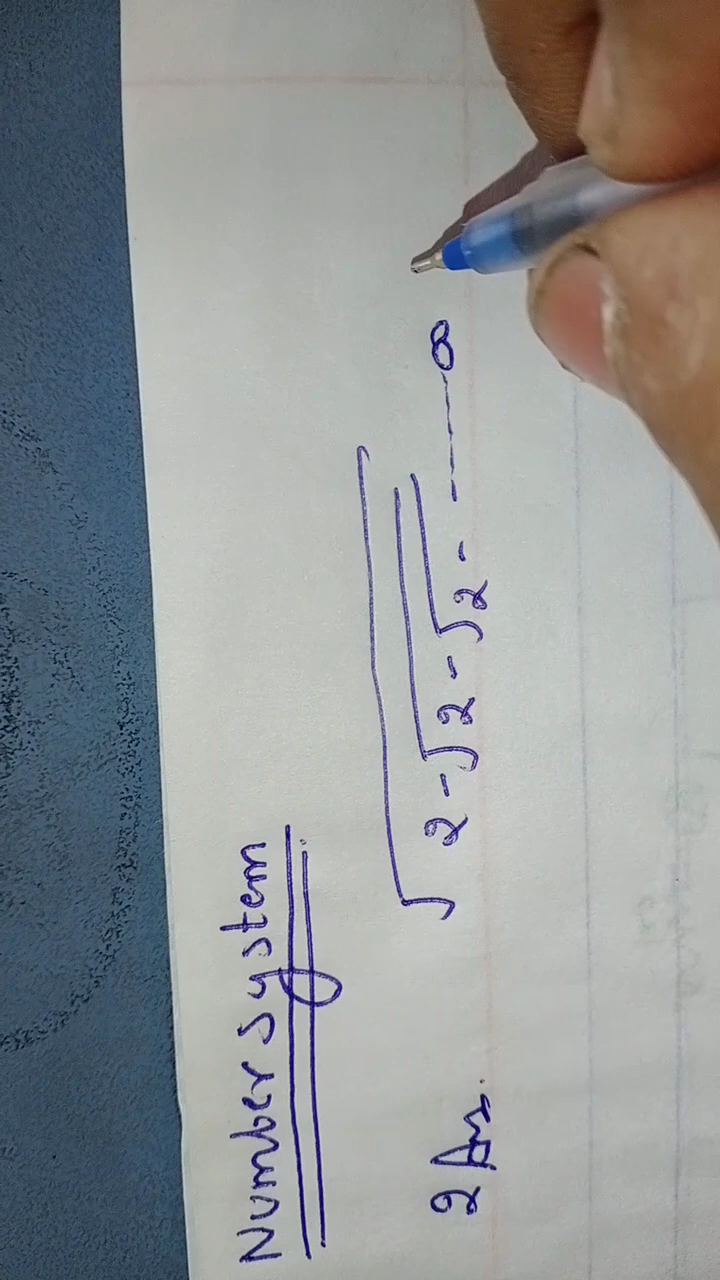 Number System
2 Ans. √2-√2-√2- - ------∞